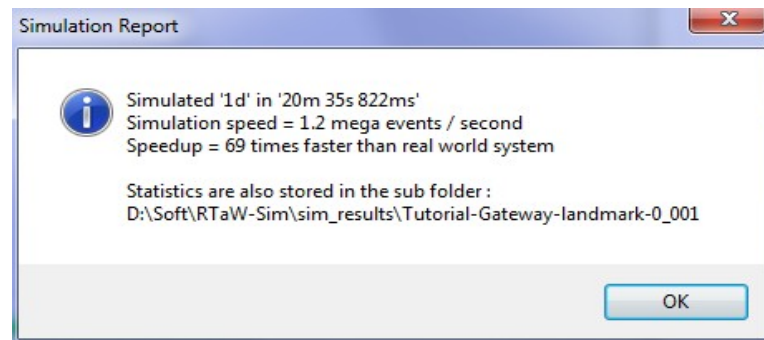 Simulation Report
Simulated '1d' in '20m 35s 822ms'
Simulation speed = 1.2 mega events / second
Speedup = 69 times faster than real world system
Statistics are also stored in the sub folder :
D:\Soft\RTaW-Sim\sim_results\Tutorial-Gateway-landmark-0_001
OK